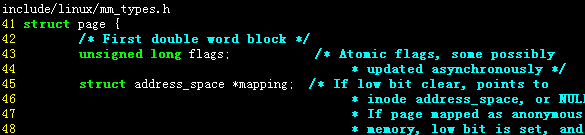 include/linux/mm_types.h
41 struct page {
42 /* First double word block */
43 unsigned long flags; /* Atomic flags, some possibly
44 * updated asynchronously */
45 struct address_space *mapping; /* If low bit clear, points to
46 * inode address_space, or NULL
47 * If page mapped as anonymous
48 * memory, low bit is set, and